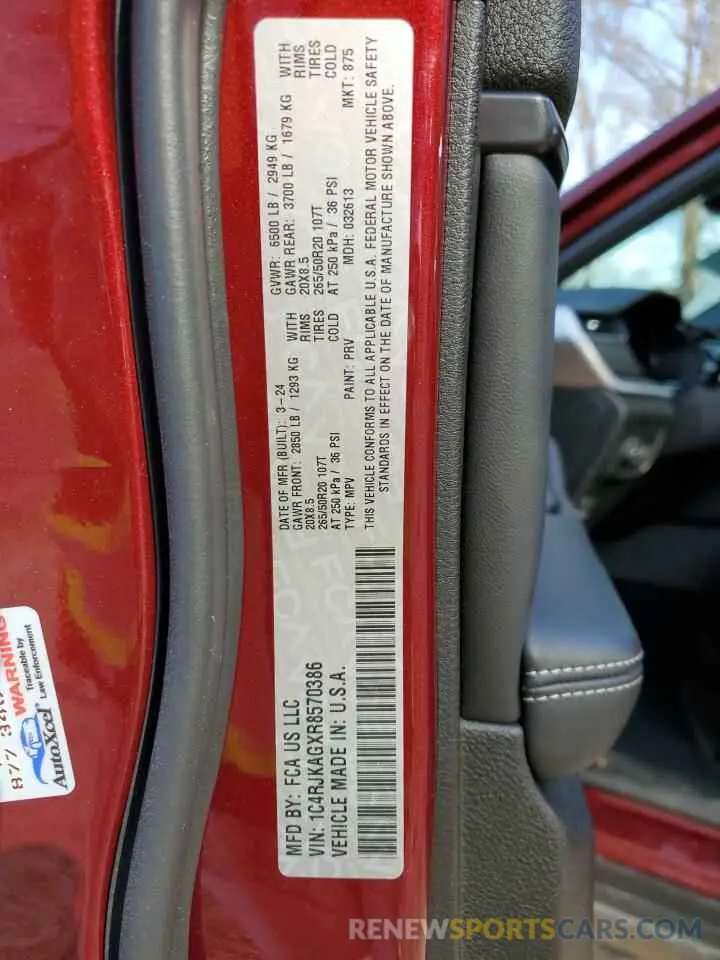 MFD BY: FCA US LLC
VIN: 1C4RJKAGXR8570386
VEHICLE MADE IN: U.S.A.
DATE OF MFR (BUILT): 3-24
GAWR FRONT: 2850 LB / 1293 KG WITH
20X8.5 RIMS
265/50R20 107T TIRES
AT 250 kPa / 36 PSI COLD
TYPE: MPV PAINT: PRV
GVWR: 6500 LB / 2949 KG
GAWR REAR: 3700 LB / 1679 KG WITH
20X8.5 RIMS
265/50R20 107T TIRES
AT 250 kPa / 36 PSI COLD
MDH: 032613 MKT: 875
THIS VEHICLE CONFORMS TO ALL APPLICABLE U.S.A. FEDERAL MOTOR VEHICLE SAFETY
STANDARDS IN EFFECT ON THE DATE OF MANUFACTURE SHOWN ABOVE.
WARNING
Traceable by
Law Enforcement
AutoXcel
RENEWSPORTSCARS.COM